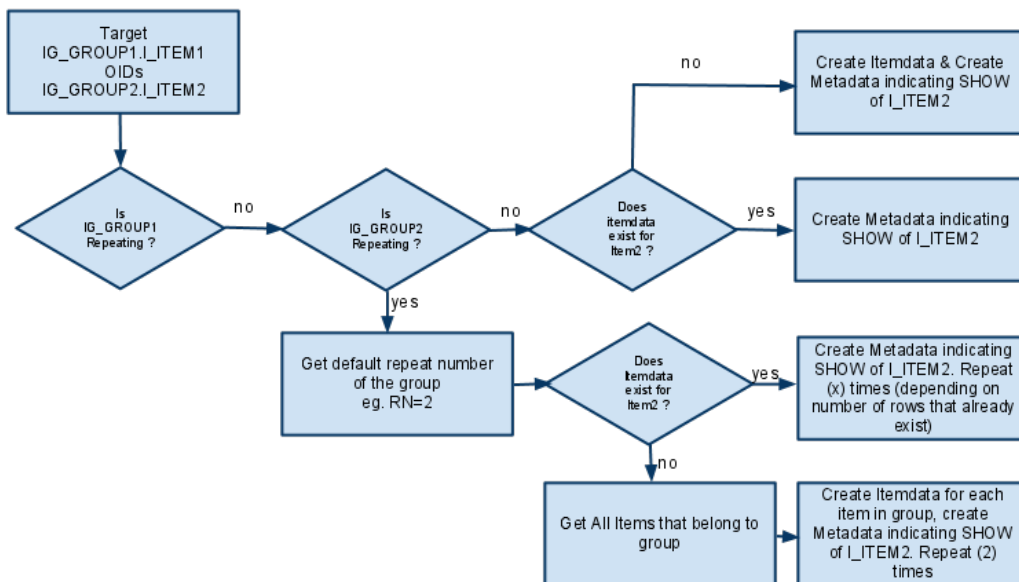 Target
IG_GROUP1.I_ITEM1
OIDs
IG_GROUP2.I_ITEM2
no
Create Itemdata & Create
Metadata indicating SHOW
of I_ITEM2
Is
IG_GROUP1
Repeating ?
no
Is
IG_GROUP2
Repeating ?
no
Does
itemdata
exist for
Item2 ?
yes
Create Metadata indicating
SHOW of I_ITEM2
yes
Get default repeat number
of the group
eg. RN=2
Does
Itemdata
exist for
Item2 ?
yes
Create Metadata indicating
SHOW of I_ITEM2. Repeat
(x) times (depending on
number of rows that already
exist)
no
Get All Items that belong to
group
Create Itemdata for each
item in group, create
Metadata indicating SHOW
of I_ITEM2. Repeat (2)
times